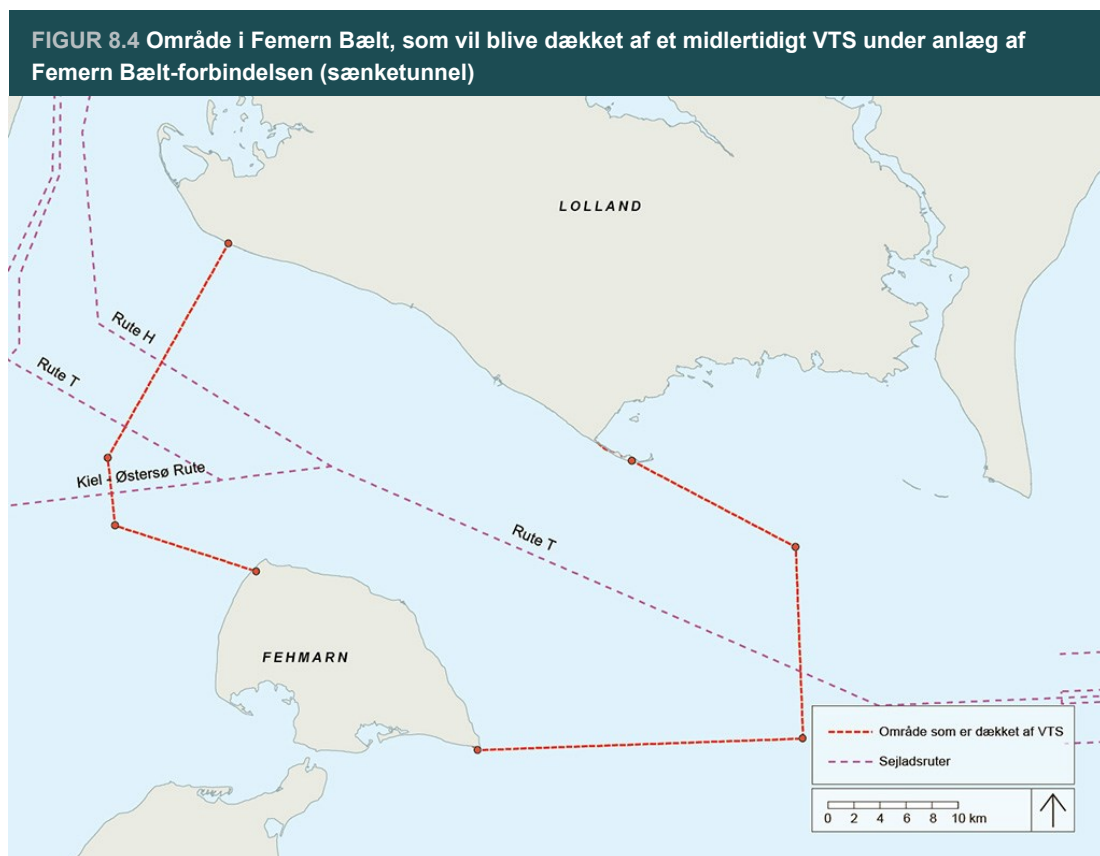 FIGUR 8.4 Område i Femern Bælt, som vil blive dækket af et midlertidigt VTS under anlæg af
Femern Bælt-forbindelsen (sænketunnel)
LOLLAND
Rute H
Rute T
Kiel - Østersø Rute
Rute T
FEHMARN
Område som er dækket af VTS
Sejladsruter
0 2 4 6 8 10 km